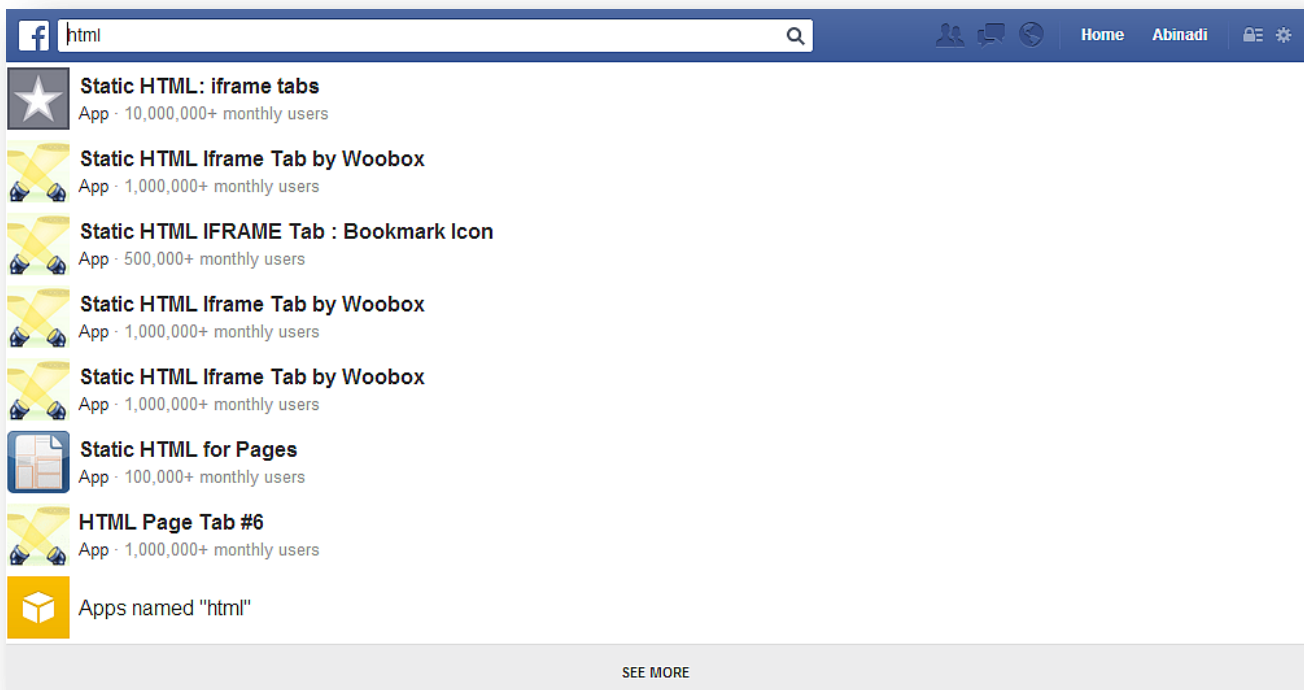 html
Home
Abinadi
Static HTML: iframe tabs
App · 10,000,000+ monthly users
Static HTML Iframe Tab by Woobox
App · 1,000,000+ monthly users
Static HTML IFRAME Tab : Bookmark Icon
App · 500,000+ monthly users
Static HTML Iframe Tab by Woobox
App · 1,000,000+ monthly users
Static HTML Iframe Tab by Woobox
App · 1,000,000+ monthly users
Static HTML for Pages
App · 100,000+ monthly users
HTML Page Tab #6
App · 1,000,000+ monthly users
Apps named "html"
SEE MORE